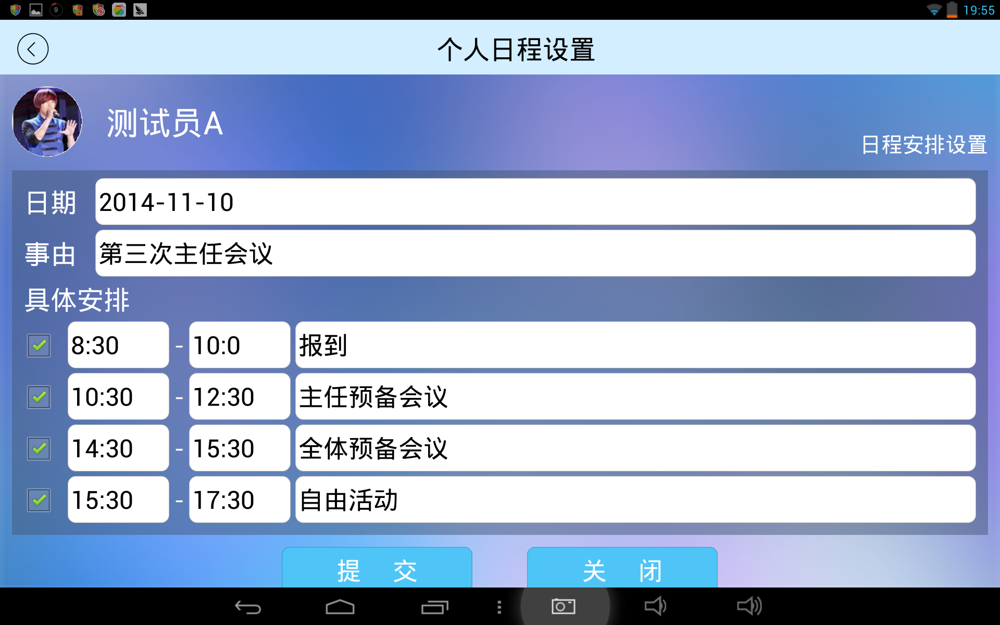 9
19:55
个人日程设置
测试员A
日程安排设置
日期 2014-11-10
事由 第三次主任会议
具体安排
8:30 - 10:0 报到
10:30 - 12:30 主任预备会议
14:30 - 15:30 全体预备会议
15:30 - 17:30 自由活动
提 交 关 闭